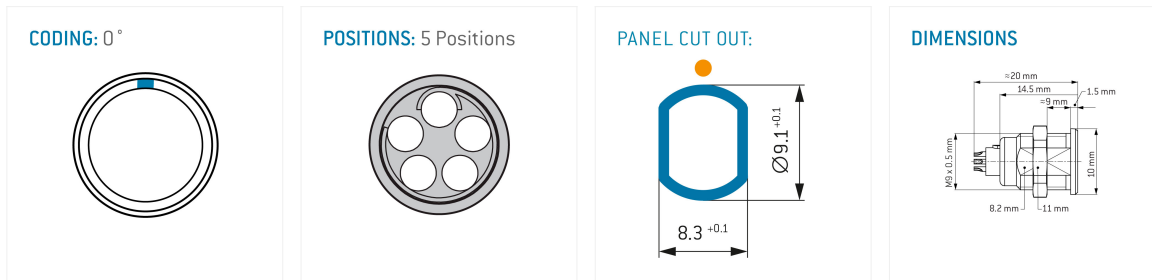 CODING: 0°
POSITIONS: 5 Positions
PANEL CUT OUT:
Ø9.1 +0.1
8.3 +0.1
DIMENSIONS
≈20 mm
14.5 mm
1.5 mm
≈9 mm
M9 x 0.5 mm
10 mm
8.2 mm
11 mm